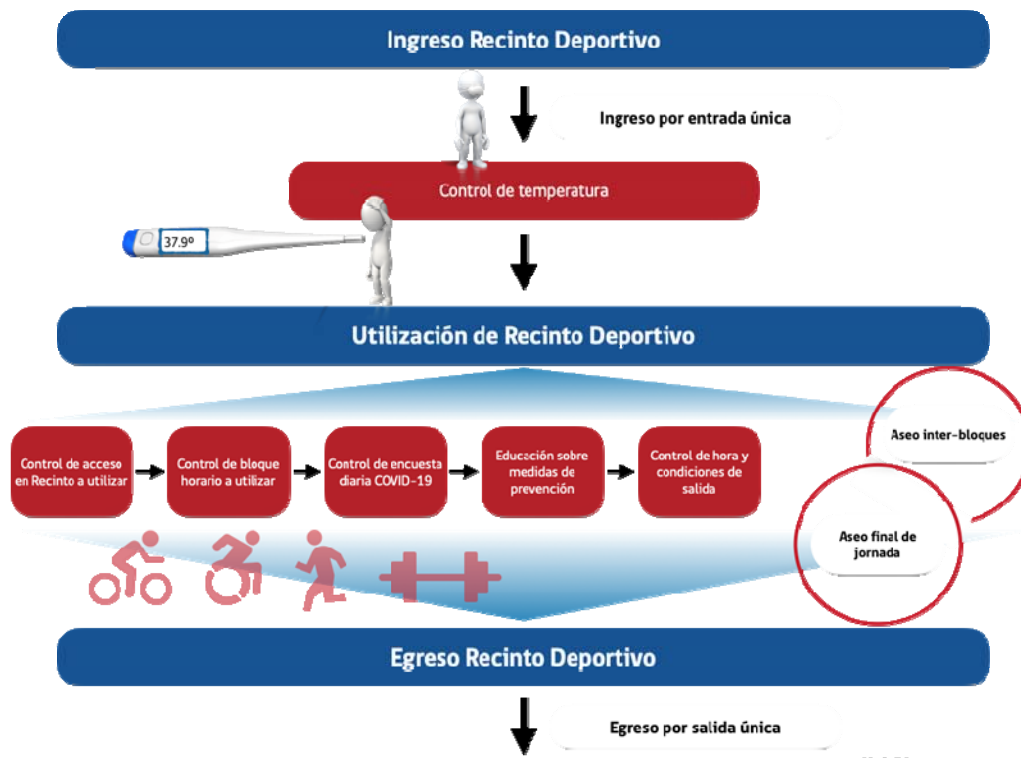 Ingreso Recinto Deportivo
Ingreso por entrada única
Control de temperatura
37.9º
Utilización de Recinto Deportivo
Aseo inter-bloques
Control de acceso
en Recinto a utilizar
Control de bloque
horario a utilizar
Control de encuesta
diaria COVID-19
Educación sobre
medidas de
prevención
Control de hora y
condiciones de
salida
Aseo final de
jornada
Egreso Recinto Deportivo
Egreso por salida única